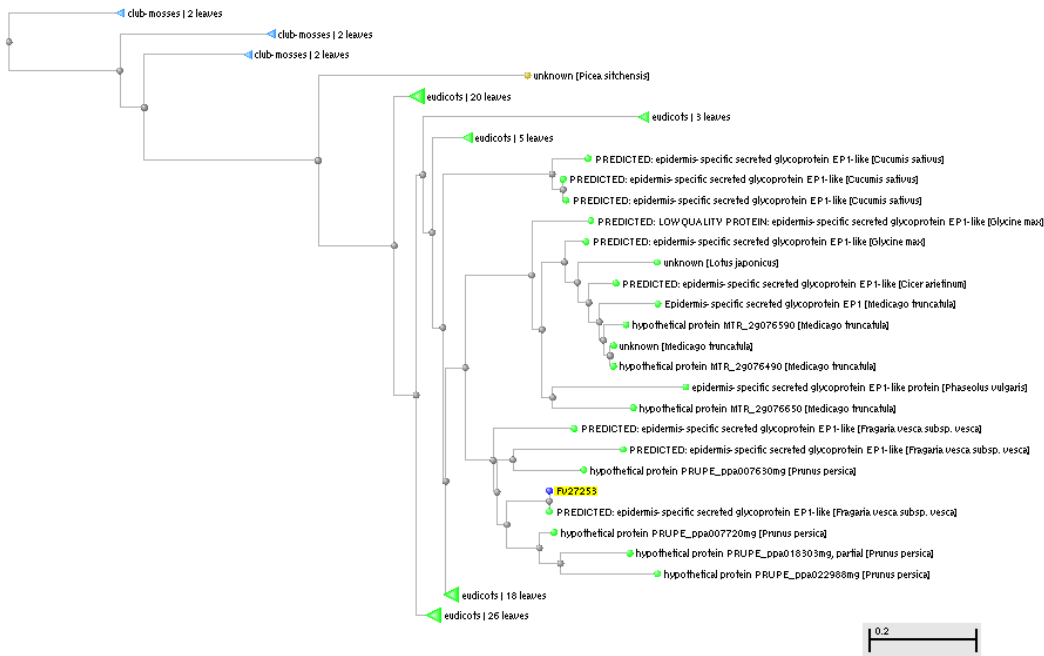 club-mosses | 2 leaves
club-mosses | 2 leaves
club-mosses | 2 leaves
unknown [Picea sitchensis]
eudicots | 20 leaves
eudicots | 3 leaves
eudicots | 5 leaves
PREDICTED: epidermis-specific secreted glycoprotein EP1-like [Cucumis sativus]
PREDICTED: epidermis-specific secreted glycoprotein EP1-like [Cucumis sativus]
PREDICTED: epidermis-specific secreted glycoprotein EP1-like [Cucumis sativus]
PREDICTED: LOW QUALITY PROTEIN: epidermis-specific secreted glycoprotein EP1-like [Glycine max]
PREDICTED: epidermis-specific secreted glycoprotein EP1-like [Glycine max]
unknown [Lotus japonicus]
PREDICTED: epidermis-specific secreted glycoprotein EP1-like [Cicer arietinum]
Epidermis-specific secreted glycoprotein EP1 [Medicago truncatula]
hypothetical protein MTR_2g076590 [Medicago truncatula]
unknown [Medicago truncatula]
hypothetical protein MTR_2g076490 [Medicago truncatula]
epidermis-specific secreted glycoprotein EP1-like protein [Phaseolus vulgaris]
hypothetical protein MTR_2g076650 [Medicago truncatula]
PREDICTED: epidermis-specific secreted glycoprotein EP1-like [Fragaria vesca subsp. vesca]
PREDICTED: epidermis-specific secreted glycoprotein EP1-like [Fragaria vesca subsp. vesca]
hypothetical protein PRUPE_ppa007630mg [Prunus persica]
Fv27253
PREDICTED: epidermis-specific secreted glycoprotein EP1-like [Fragaria vesca subsp. vesca]
hypothetical protein PRUPE_ppa007720mg [Prunus persica]
hypothetical protein PRUPE_ppa018303mg, partial [Prunus persica]
hypothetical protein PRUPE_ppa022988mg [Prunus persica]
eudicots | 18 leaves
eudicots | 26 leaves
0.2